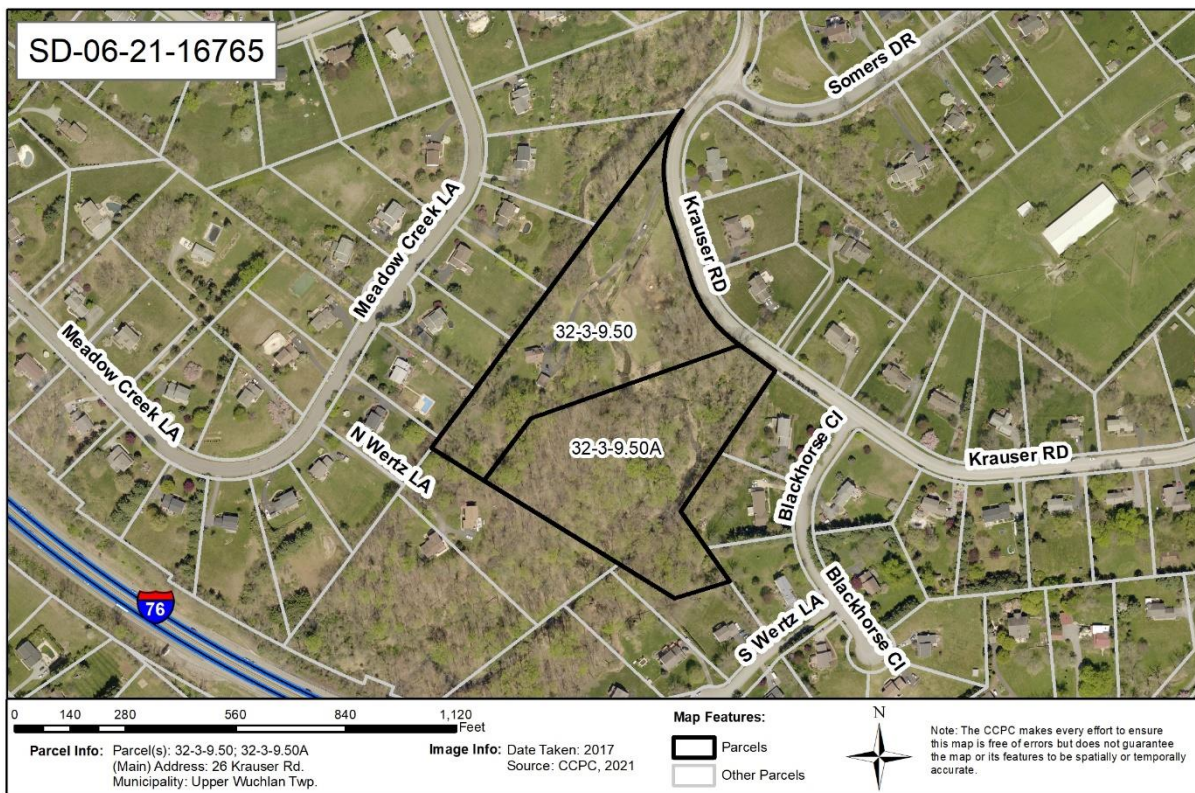 SD-06-21-16765
Somers DR
Meadow Creek LA
Krauser RD
32-3-9.50
Meadow Creek LA
N Wertz LA
32-3-9.50A
Blackhorse CI
Krauser RD
76
S Wertz LA
Blackhorse CI
0 140 280 560 840 1,120
Feet
Parcel Info: Parcel(s): 32-3-9.50; 32-3-9.50A
(Main) Address: 26 Krauser Rd.
Municipality: Upper Wuchlan Twp.
Image Info: Date Taken: 2017
Source: CCPC, 2021
Map Features:
Parcels
Other Parcels
N
Note: The CCPC makes every effort to ensure
this map is free of errors but does not guarantee
the map or its features to be spatially or temporally
accurate.